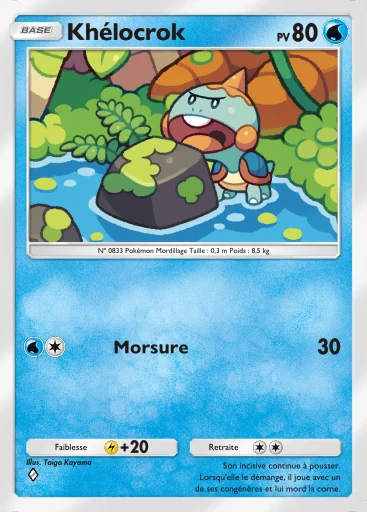 BASE Khélocrok PV 80
N° 0833 Pokémon Mordillage Taille : 0,3 m Poids : 8,5 kg
Morsure 30
Faiblesse +20 Retraite
Illus. Taiga Kayama
Son incisive continue à pousser.
Lorsqu'elle le démange, il joue avec un
de ses congénères et lui mord la corne.